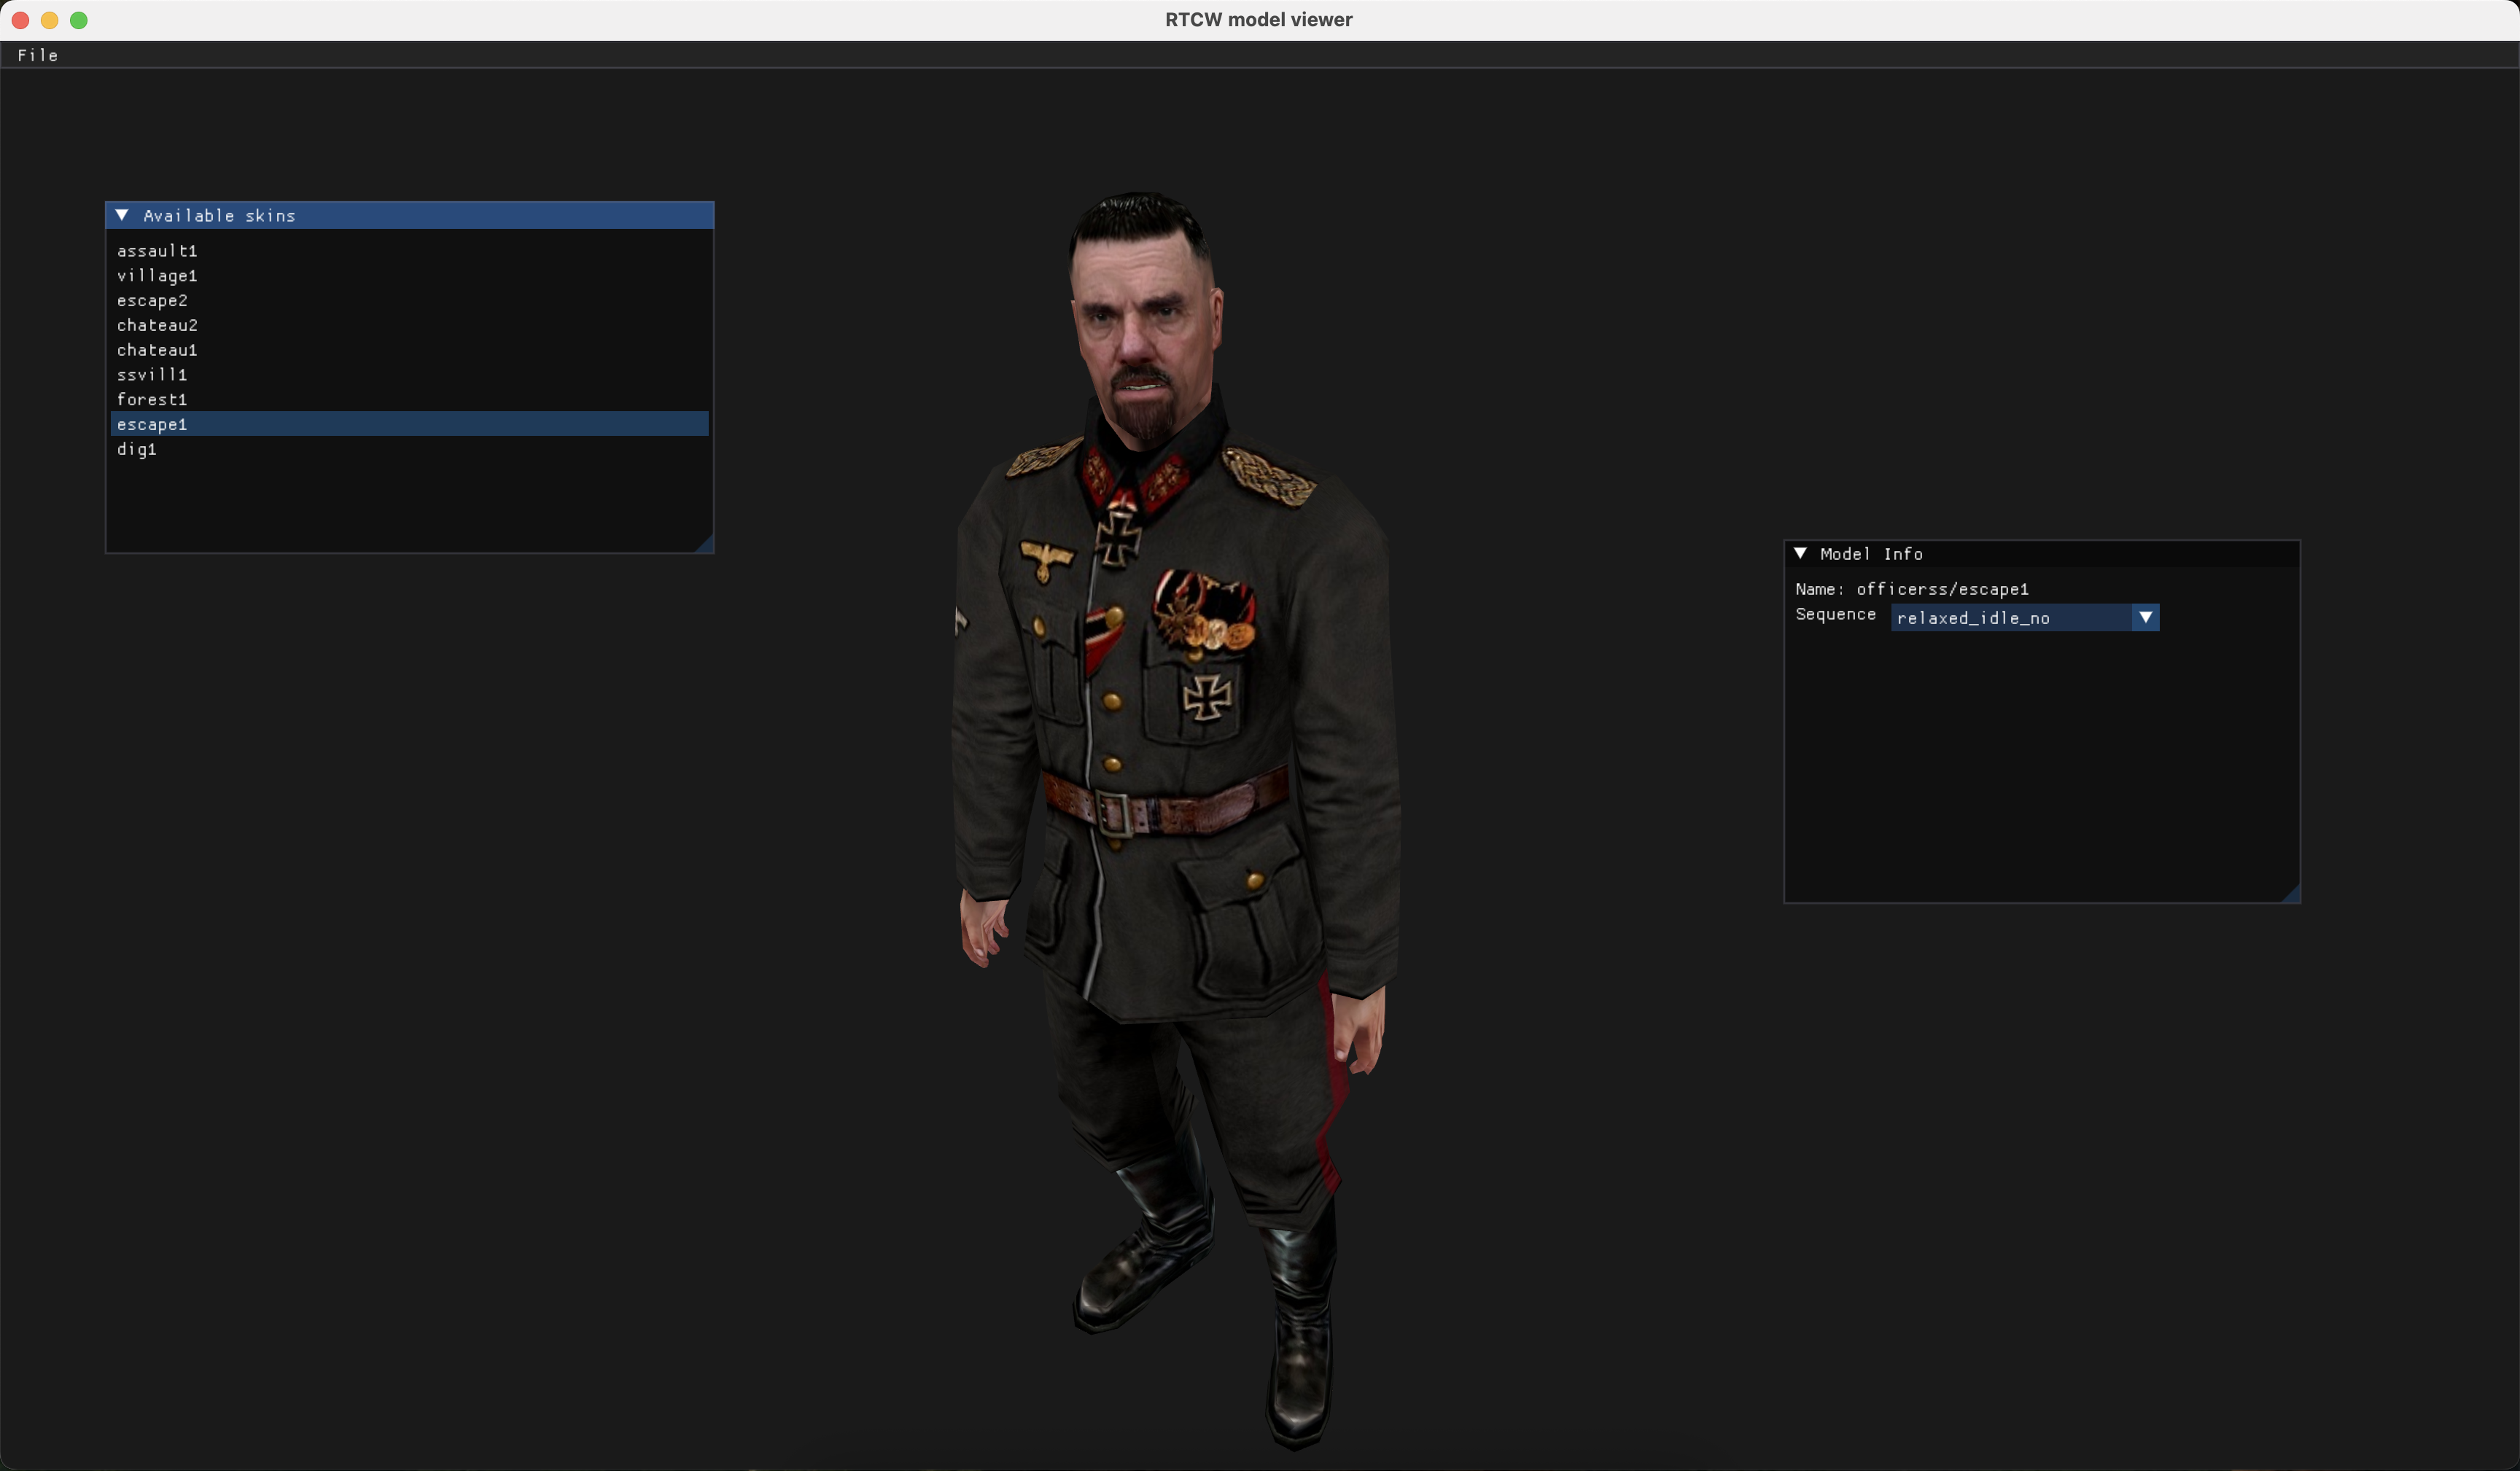 RTCW model viewer
File
Available skins
assault1
village1
escape2
chateau2
chateau1
ssvill1
forest1
escape1
dig1
Model Info
Name: officerss/escape1
Sequence relaxed_idle_no